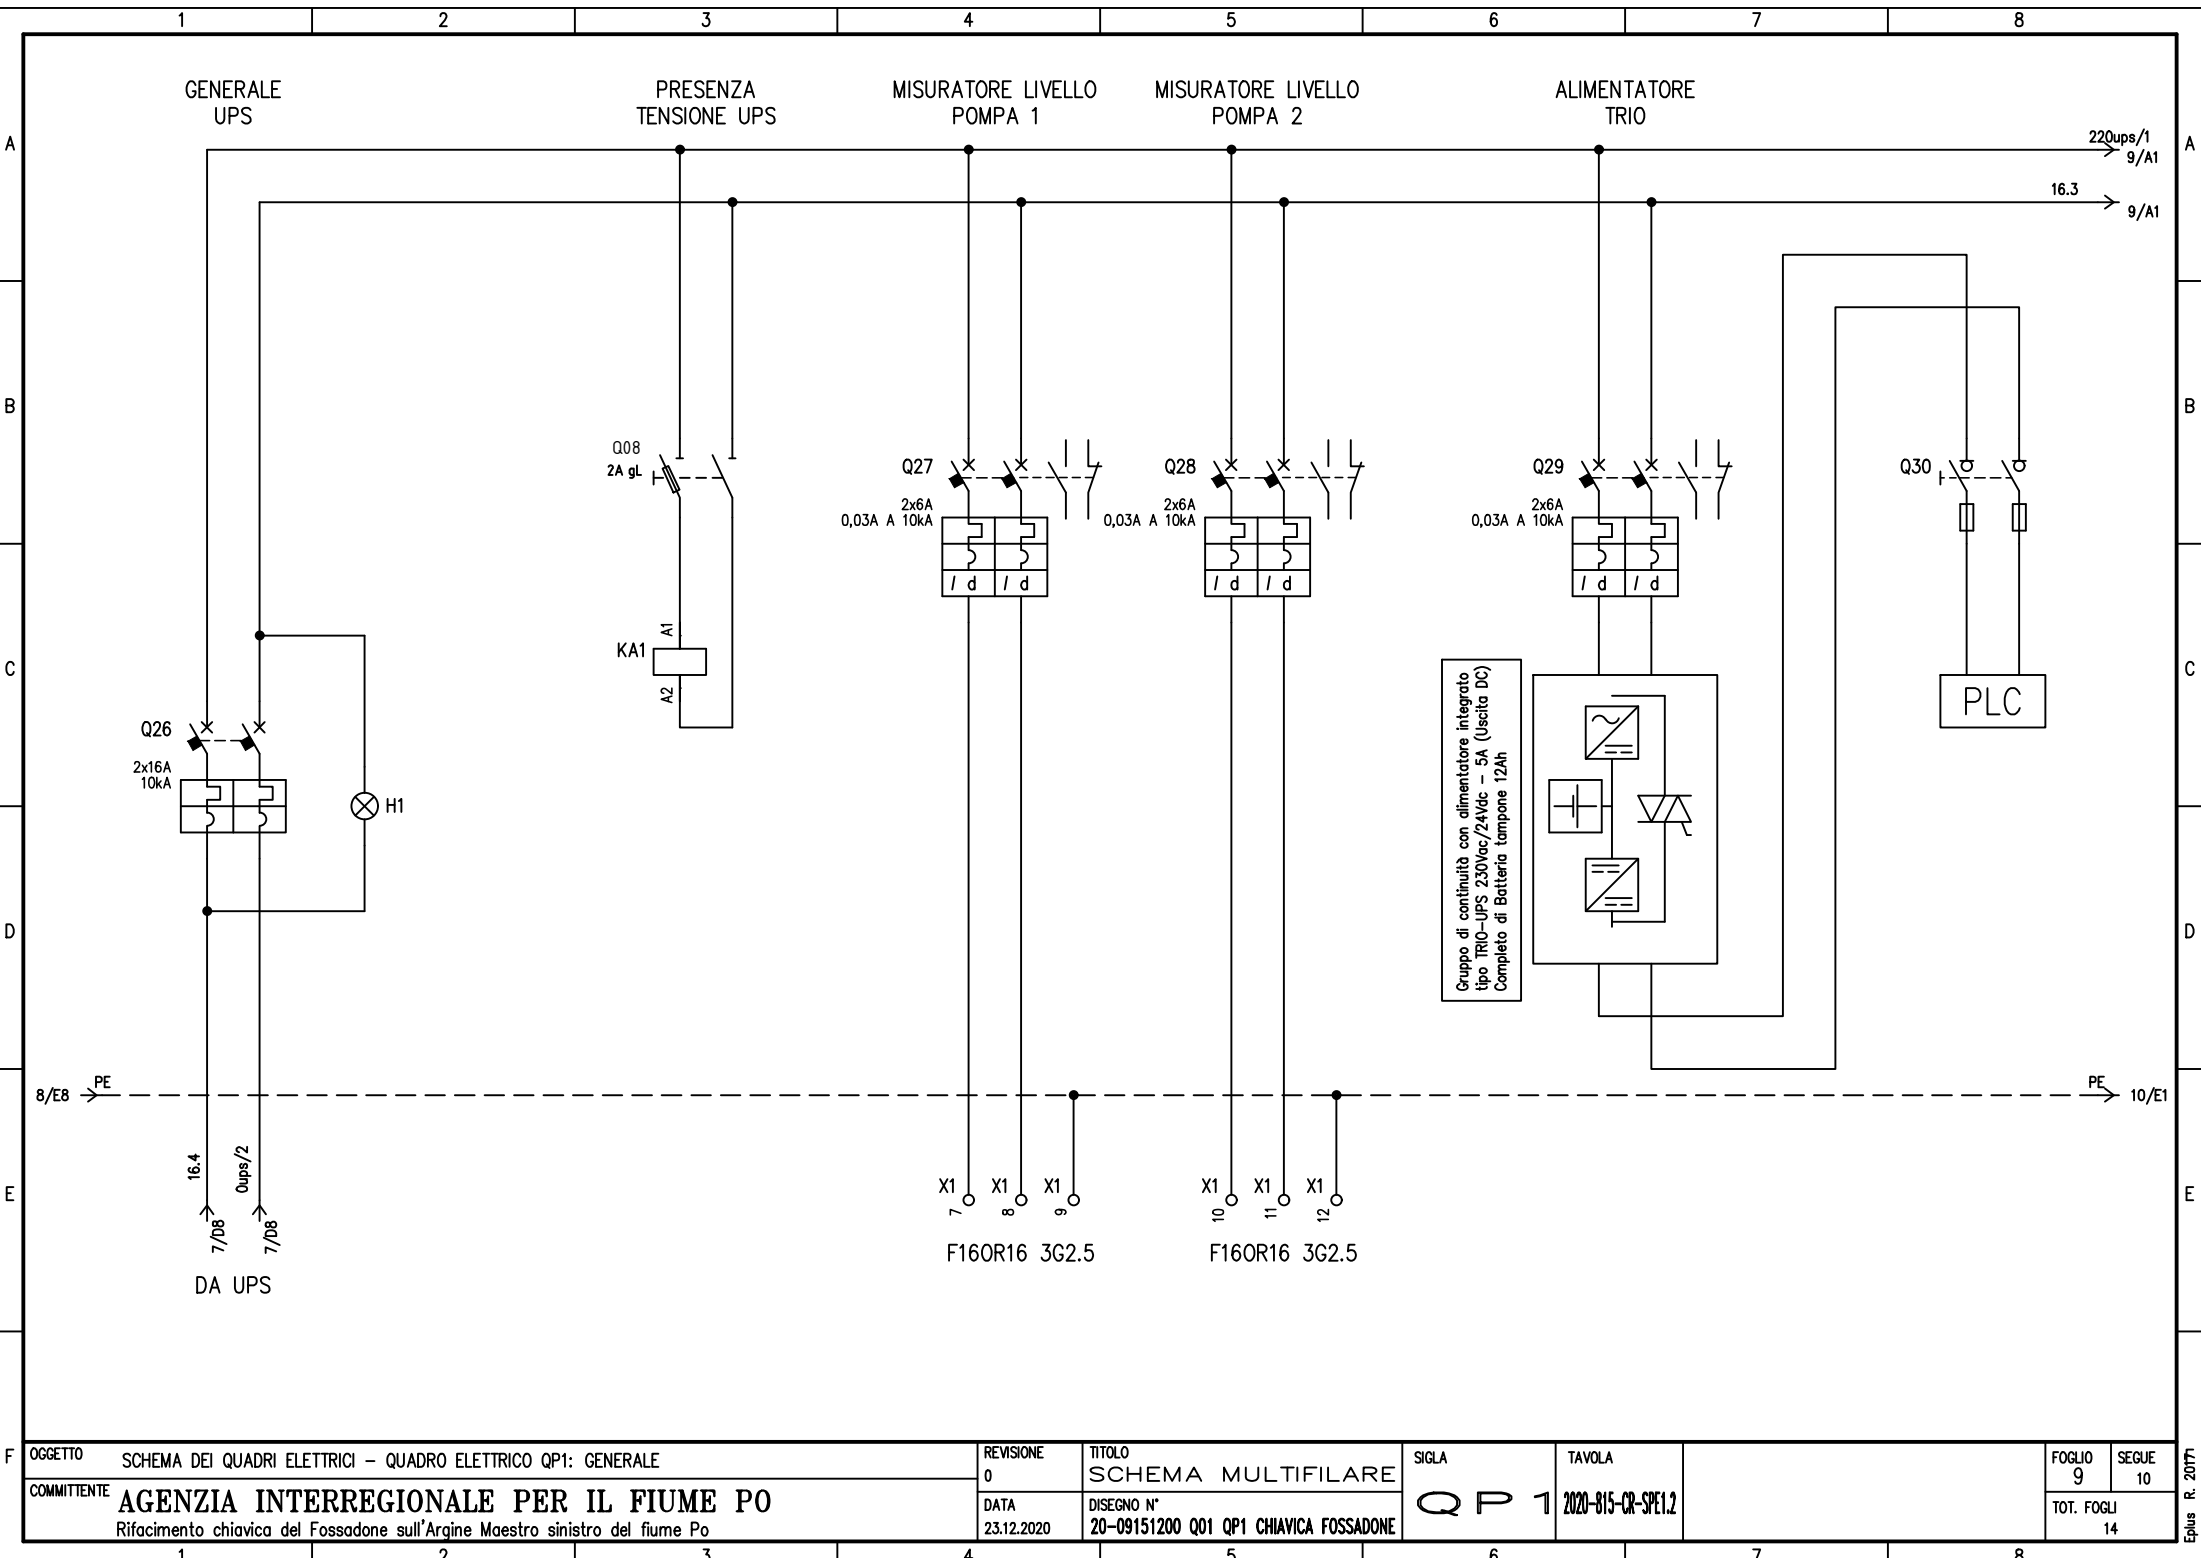 1 2 3 4 5 6 7 8
GENERALE
UPS
PRESENZA
TENSIONE UPS
MISURATORE LIVELLO
POMPA 1
MISURATORE LIVELLO
POMPA 2
ALIMENTATORE
TRIO
A
220ups/1
9/A1
A
16.3
9/A1
B
B
Q08
2A gL
Q27
2x6A
0,03A A 10kA
I d I d
Q28
2x6A
0,03A A 10kA
I d I d
Q29
2x6A
0,03A A 10kA
I d I d
Q30
C
C
KA1
A1
A2
PLC
Gruppo di continuità con alimentatore integrato
tipo TRIO-UPS 230Vac/24Vdc - 5A (Uscita DC)
Completo di Batteria tampone 12Ah
Q26
2x16A
10kA
H1
D
D
8/E8
PE
PE
10/E1
E
E
16.4
0ups/2
7/D8
7/D8
DA UPS
X1 X1 X1
7 8 9
F16OR16 3G2.5
X1 X1 X1
10 11 12
F16OR16 3G2.5
F
F
OGGETTO
SCHEMA DEI QUADRI ELETTRICI - QUADRO ELETTRICO QP1: GENERALE
COMMITTENTE
AGENZIA INTERREGIONALE PER IL FIUME PO
Rifacimento chiavica del Fossadone sull'Argine Maestro sinistro del fiume Po
REVISIONE
0
DATA
23.12.2020
TITOLO
SCHEMA MULTIFILARE
DISEGNO N°
20-09151200 Q01 QP1 CHIAVICA FOSSADONE
SIGLA
QP1
TAVOLA
2020-815-CR-SPE1.2
FOGLIO
9
SEGUE
10
TOT. FOGLI
14
Eplus R. 2017
1 2 3 4 5 6 7 8